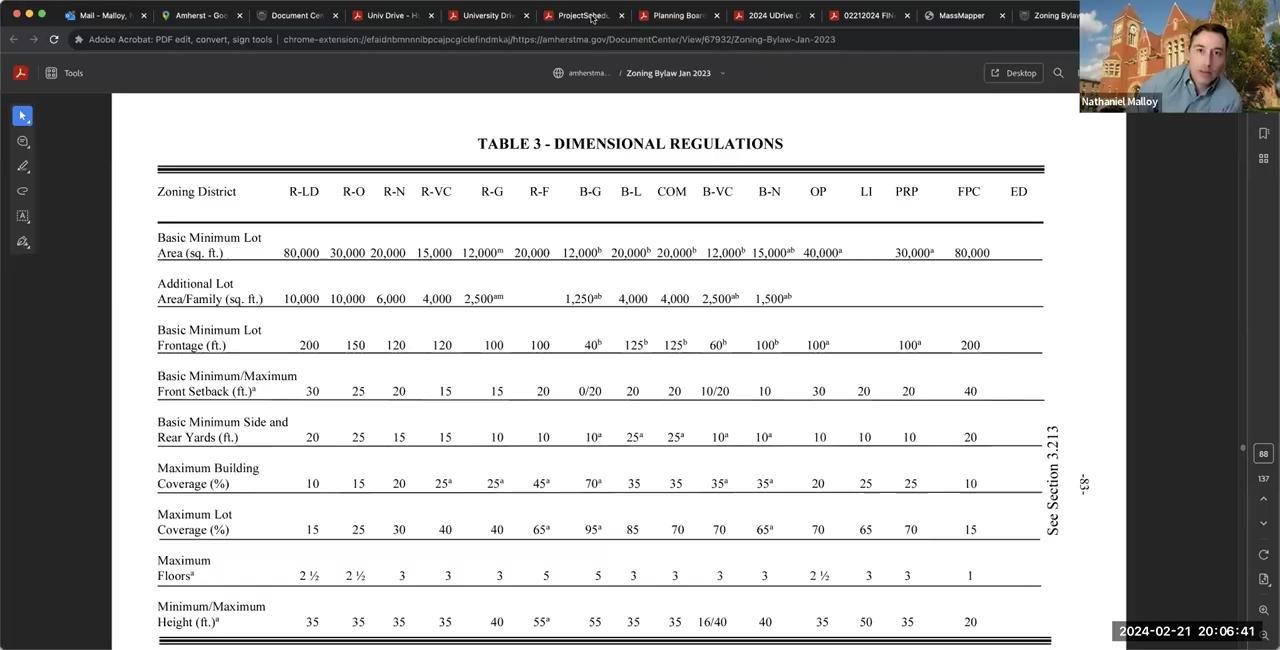 Mail - Malloy, N
Amherst - Goo
Document Cen
Univ Drive - H
University Driv
ProjectSchedu
Planning Boar
2024 UDrive C
02212024 FIN
MassMapper
Zoning Bylaw
Adobe Acrobat: PDF edit, convert, sign tools | chrome-extension://efaidnbmnnnibpcajpcglclefindmkaj/https://amherstma.gov/DocumentCenter/View/67932/Zoning-Bylaw-Jan-2023
Tools
amherstma... / Zoning Bylaw Jan 2023
Desktop
Nathaniel Malloy
TABLE 3 - DIMENSIONAL REGULATIONS
Zoning District R-LD R-O R-N R-VC R-G R-F B-G B-L COM B-VC B-N OP LI PRP FPC ED
Basic Minimum Lot
Area (sq. ft.) 80,000 30,000 20,000 15,000 12,000ᵐ 20,000 12,000ᵇ 20,000ᵇ 20,000ᵇ 12,000ᵇ 15,000ᵃᵇ 40,000ᵃ 30,000ᵃ 80,000
Additional Lot
Area/Family (sq. ft.) 10,000 10,000 6,000 4,000 2,500ᵃᵐ 1,250ᵃᵇ 4,000 4,000 2,500ᵃᵇ 1,500ᵃᵇ
Basic Minimum Lot
Frontage (ft.) 200 150 120 120 100 100 40ᵇ 125ᵇ 125ᵇ 60ᵇ 100ᵇ 100ᵃ 100ᵃ 200
Basic Minimum/Maximum
Front Setback (ft.)ᵃ 30 25 20 15 15 20 0/20 20 20 10/20 10 30 20 20 40
Basic Minimum Side and
Rear Yards (ft.) 20 25 15 15 10 10 10ᵃ 25ᵃ 25ᵃ 10ᵃ 10ᵃ 10 10 10 20
Maximum Building
Coverage (%) 10 15 20 25ᵃ 25ᵃ 45ᵃ 70ᵃ 35 35 35ᵃ 35ᵃ 20 25 25 10
Maximum Lot
Coverage (%) 15 25 30 40 40 65ᵃ 95ᵃ 85 70 70 65ᵃ 70 65 70 15
Maximum
Floorsᵃ 2 ½ 2 ½ 3 3 3 5 5 3 3 3 3 2 ½ 3 3 1
Minimum/Maximum
Height (ft.)ᵃ 35 35 35 35 40 55ᵃ 55 35 35 16/40 40 35 50 35 20
See Section 3.213
-83-
88
137
2024-02-21 20:06:41